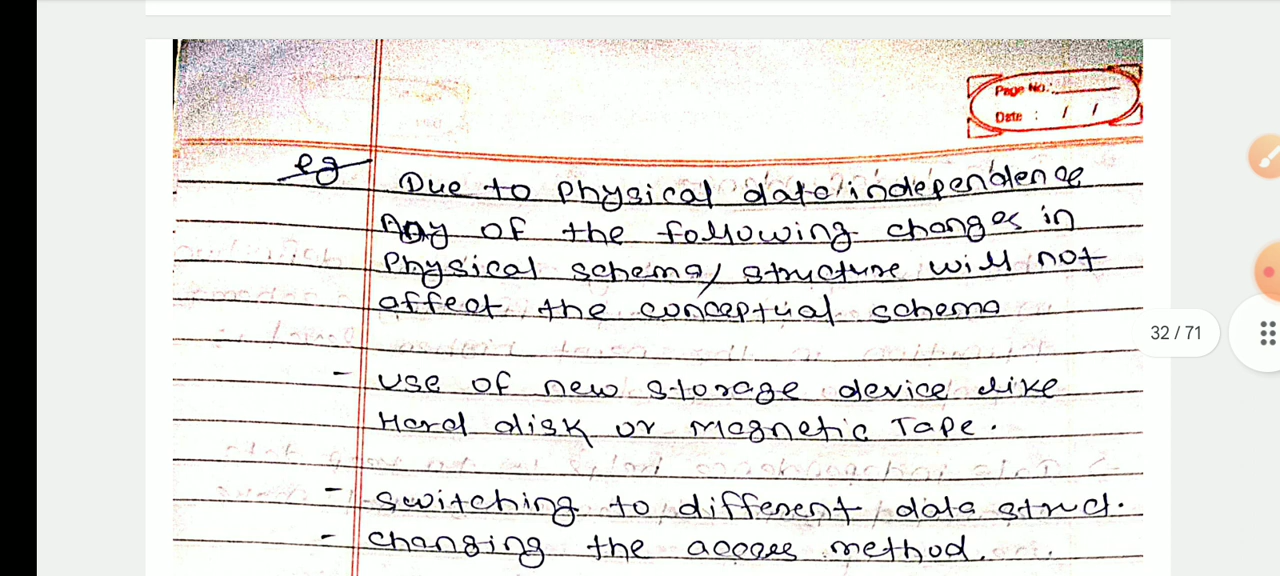 Page No.:
Date : / /
eg
Due to Physical data independence
Any of the following changes in
Physical schema/ structure will not
affect the conceptual schema
- use of new storage device like
Hard disk or Magnetic Tape.
32 / 71
- switching to different data struct.
- changing the access method.